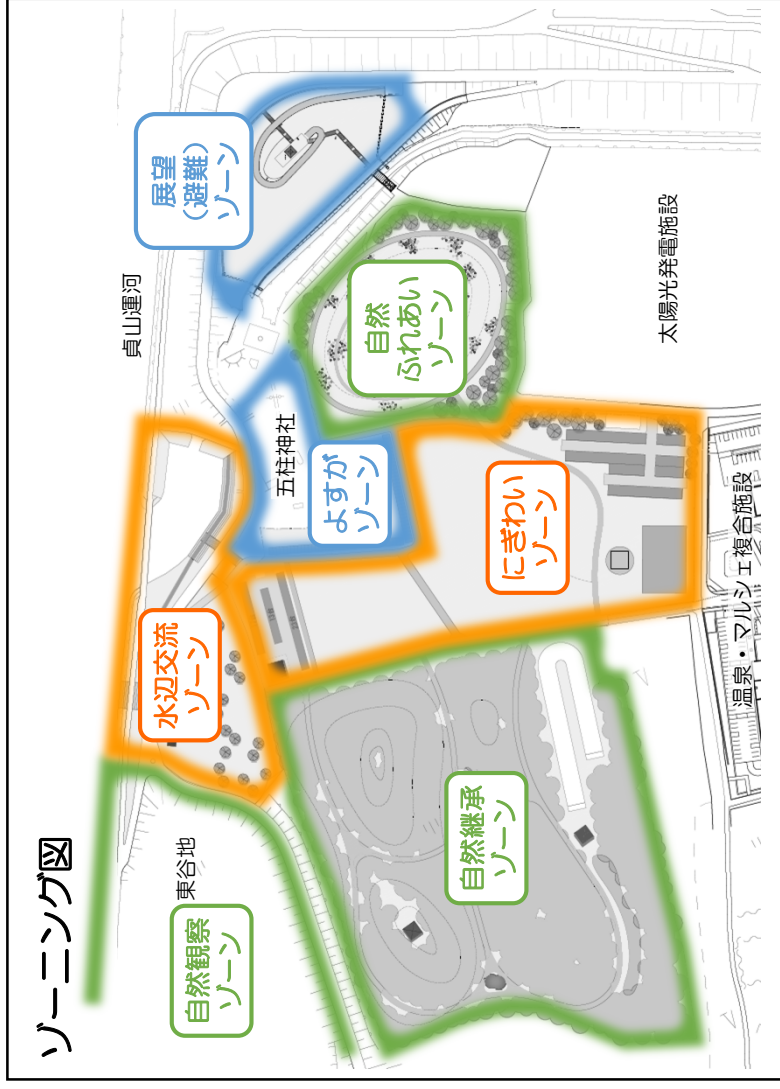 ゾーニング図
貞山運河
展望
(避難)
ゾーン
水辺交流
ゾーン
東谷地
自然観察
ゾーン
五柱神社
よすが
ゾーン
自然
ふれあい
ゾーン
自然継承
ゾーン
にぎわい
ゾーン
太陽光発電施設
温泉・マルシェ複合施設